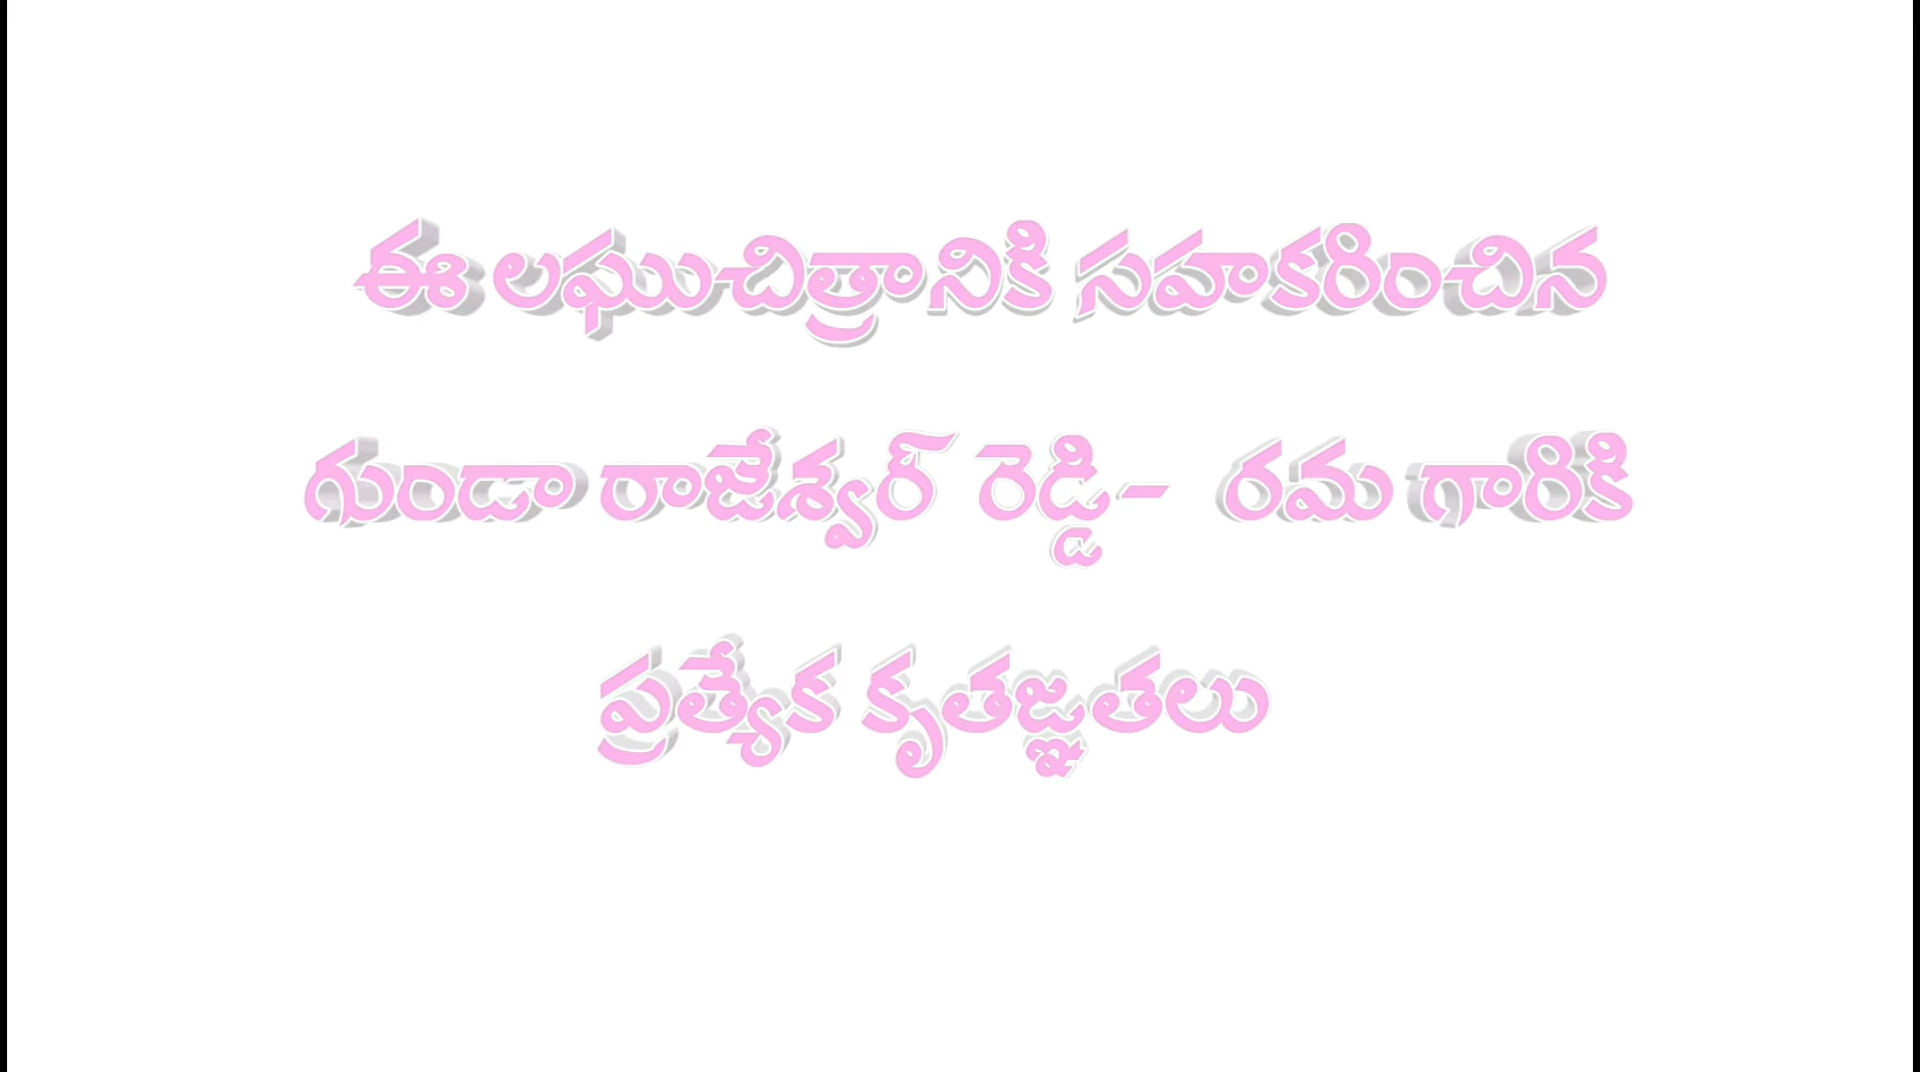 ఈ లఘుచిత్రానికి సహకరించిన
గుండా రాజేశ్వర్ రెడ్డి- రమ గారికి
ప్రత్యేక కృతజ్ఞతలు